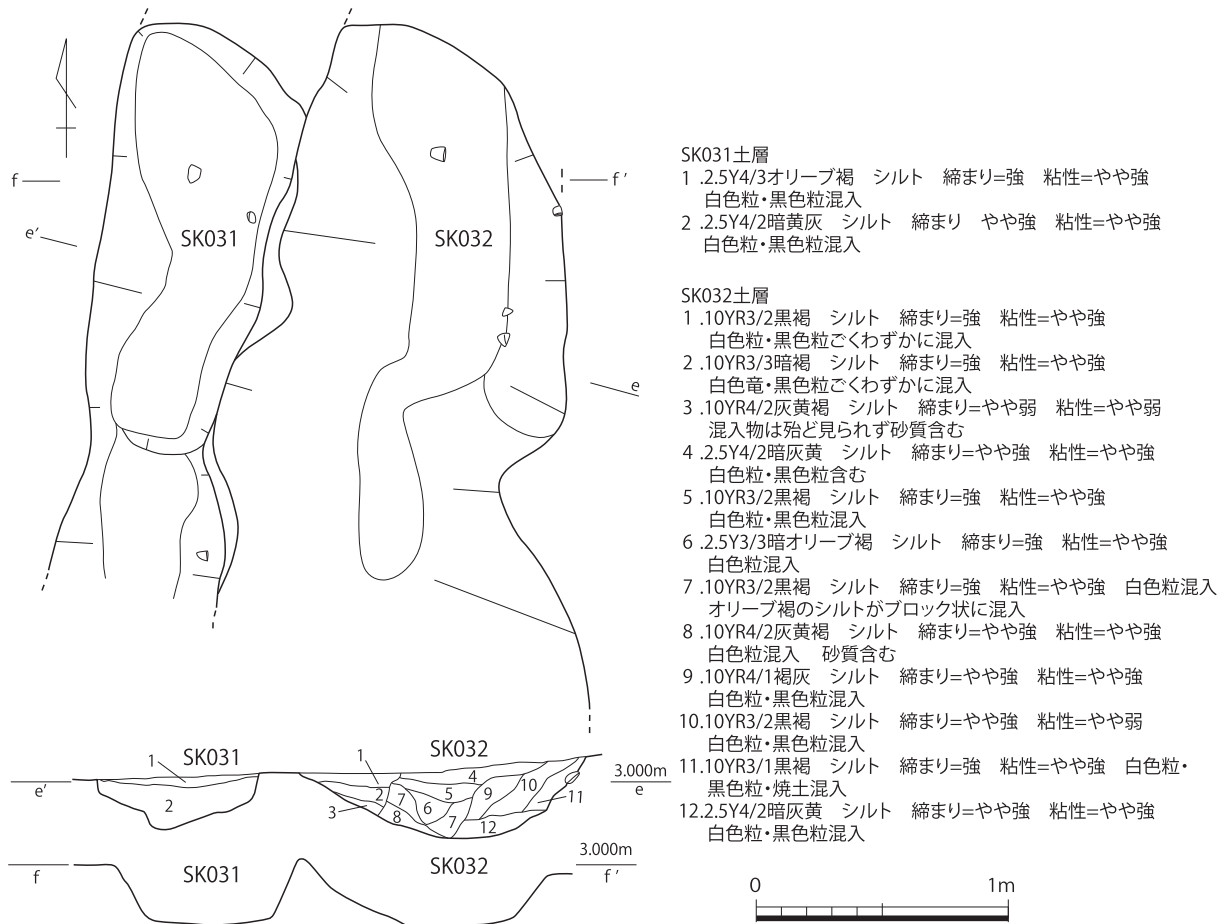 f
e′
SK031
SK032
f ′
e
SK031土層
1 .2.5Y4/3オリーブ褐　シルト　締まり=強　粘性=やや強
白色粒・黒色粒混入
2 .2.5Y4/2暗黄灰　シルト　締まり　やや強　粘性=やや強
白色粒・黒色粒混入
SK032土層
1 .10YR3/2黒褐　シルト　締まり=強　粘性=やや強
白色粒・黒色粒ごくわずかに混入
2 .10YR3/3暗褐　シルト　締まり=強　粘性=やや強
白色竜・黒色粒ごくわずかに混入
3 .10YR4/2灰黄褐　シルト　締まり=やや弱　粘性=やや弱
混入物は殆ど見られず砂質含む
4 .2.5Y4/2暗灰黄　シルト　締まり=やや強　粘性=やや強
白色粒・黒色粒含む
5 .10YR3/2黒褐　シルト　締まり=強　粘性=やや強
白色粒・黒色粒混入
6 .2.5Y3/3暗オリーブ褐　シルト　締まり=強　粘性=やや強
白色粒混入
7 .10YR3/2黒褐　シルト　締まり=強　粘性=やや強　白色粒混入
オリーブ褐のシルトがブロック状に混入
8 .10YR4/2灰黄褐　シルト　締まり=やや強　粘性=やや強
白色粒混入　砂質含む
9 .10YR4/1褐灰　シルト　締まり=やや強　粘性=やや強
白色粒・黒色粒混入
10.10YR3/2黒褐　シルト　締まり=やや強　粘性=やや弱
白色粒・黒色粒混入
11.10YR3/1黒褐　シルト　締まり=やや強　粘性=やや強　白色粒・
黒色粒・焼土混入
12.2.5Y4/2暗灰黄　シルト　締まり=やや強　粘性=やや強
白色粒・黒色粒混入
SK031
SK032
1
2
e′
1
2
3
4
5
6
7
7
8
9
10
11
12
3.000m
e
f
SK031
SK032
3.000m
f ′
0
1m